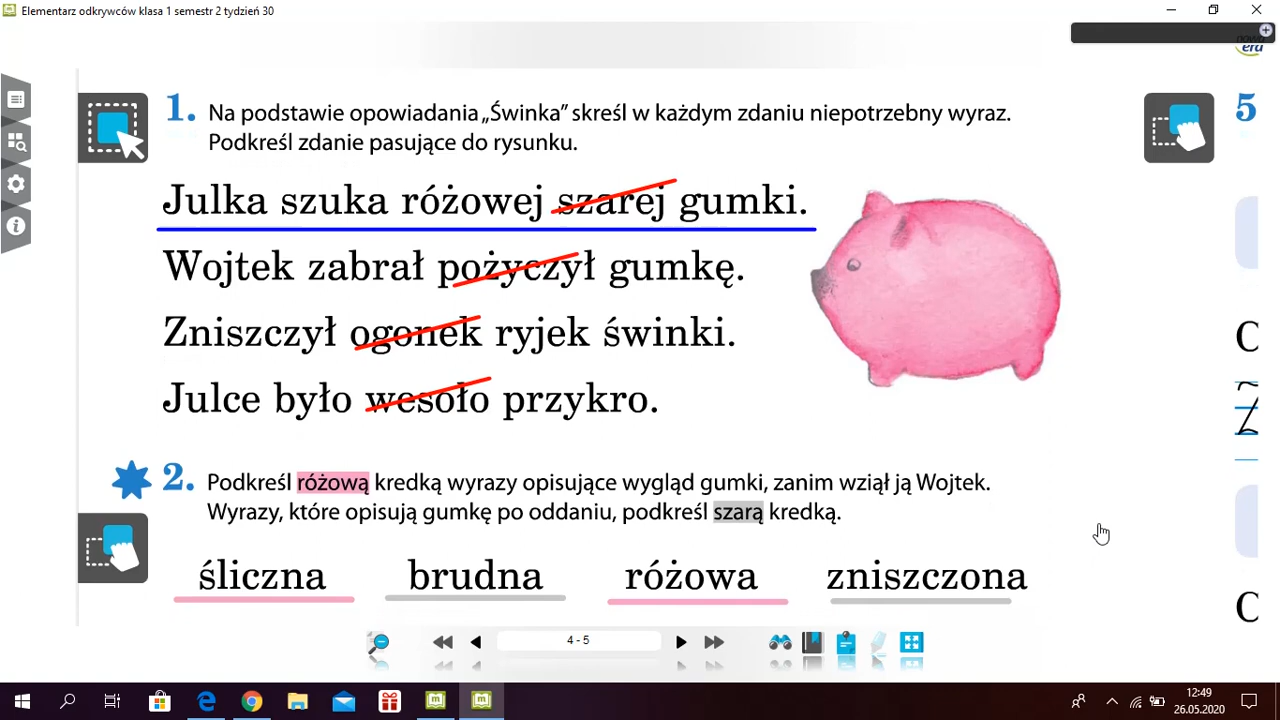 Elementarz odkrywców klasa 1 semestr 2 tydzień 30
nowa
era
1. Na podstawie opowiadania „Świnka” skreśl w każdym zdaniu niepotrzebny wyraz.
Podkreśl zdanie pasujące do rysunku.
Julka szuka różowej szarej gumki.
Wojtek zabrał pożyczył gumkę.
Zniszczył ogonek ryjek świnki.
Julce było wesoło przykro.
2. Podkreśl różową kredką wyrazy opisujące wygląd gumki, zanim wziął ją Wojtek.
Wyrazy, które opisują gumkę po oddaniu, podkreśl szarą kredką.
śliczna brudna różowa zniszczona
5
4 - 5
12:49
26.05.2020